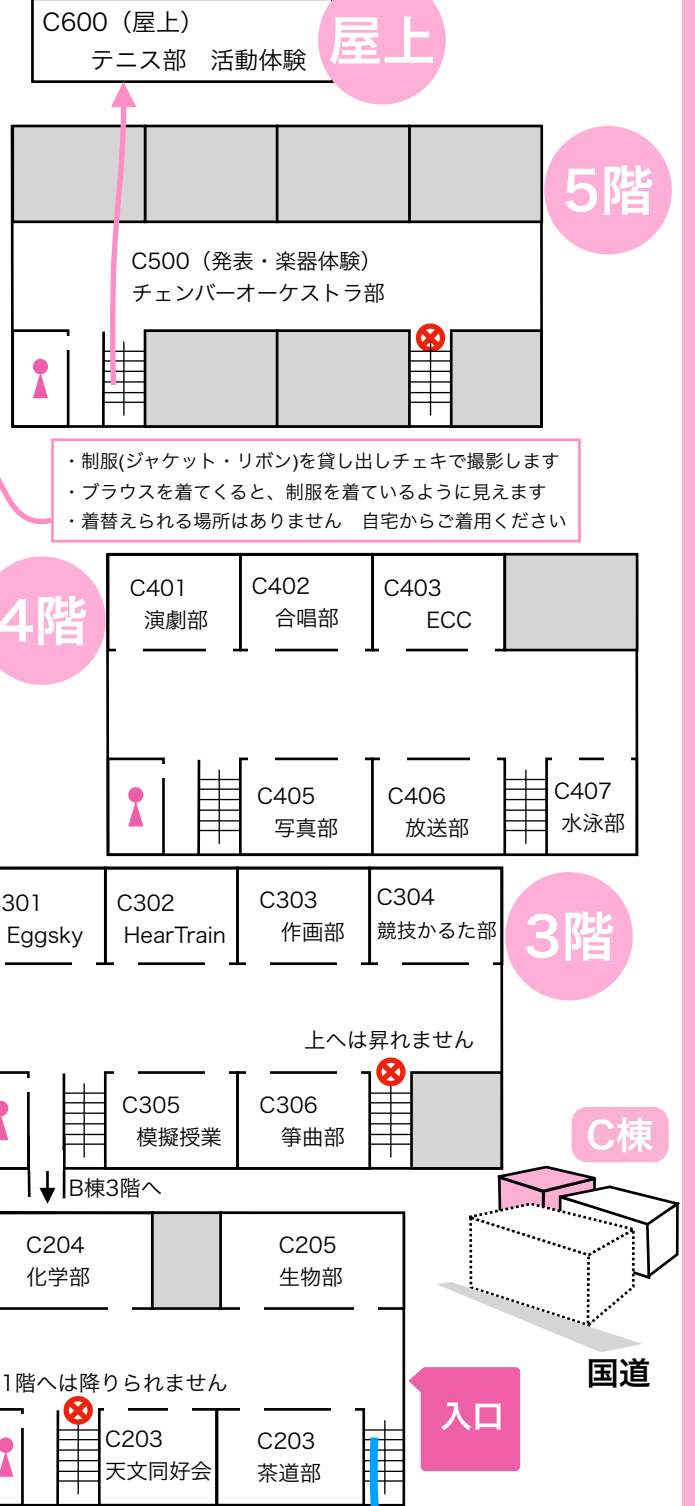 C600（屋上）
テニス部　活動体験
屋上
5階
C500（発表・楽器体験）
チェンバーオーケストラ部
・制服(ジャケット・リボン)を貸し出しチェキで撮影します
・ブラウスを着てくると、制服を着ているように見えます
・着替えられる場所はありません　自宅からご着用ください
4階
C401
演劇部
C402
合唱部
C403
ECC
C405
写真部
C406
放送部
C407
水泳部
301
Eggsky
C302
HearTrain
C303
作画部
C304
競技かるた部
3階
上へは昇れません
C305
模擬授業
C306
箏曲部
B棟3階へ
C棟
国道
C204
化学部
C205
生物部
1階へは降りられません
入口
C203
天文同好会
C203
茶道部